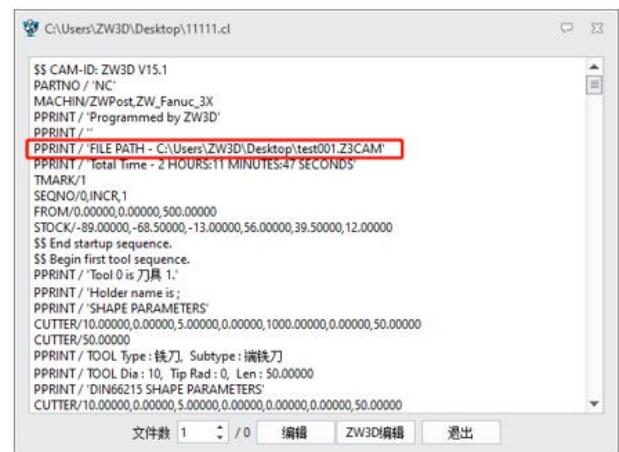 C:\Users\ZW3D\Desktop\11111.cl
$$ CAM-ID: ZW3D V15.1
PARTNO / 'NC'
MACHIN/ZWPost,ZW_Fanuc_3X
PPRINT / 'Programmed by ZW3D'
PPRINT / ''
PPRINT / 'FILE PATH - C:\Users\ZW3D\Desktop\test001.Z3CAM'
PPRINT / 'Total Time - 2 HOURS:11 MINUTES:47 SECONDS'
TMARK/1
SEQNO/0,INCR,1
FROM/0.00000,0.00000,500.00000
STOCK/-89.00000,-68.50000,-13.00000,56.00000,39.50000,12.00000
$$ End startup sequence.
$$ Begin first tool sequence.
PPRINT / 'Tool 0 is 刀具 1.'
PPRINT / 'Holder name is ;
PPRINT / 'SHAPE PARAMETERS'
CUTTER/10.00000,0.00000,5.00000,0.00000,1000.00000,0.00000,50.00000
CUTTER/50.00000
PPRINT / TOOL Type : 铣刀, Subtype : 端铣刀
PPRINT / TOOL Dia : 10, Tip Rad : 0, Len : 50.00000
PPRINT / 'DIN66215 SHAPE PARAMETERS'
CUTTER/10.00000,0.00000,5.00000,0.00000,0.00000,0.00000,50.00000
文件数 1 / 0 编辑 ZW3D编辑 退出